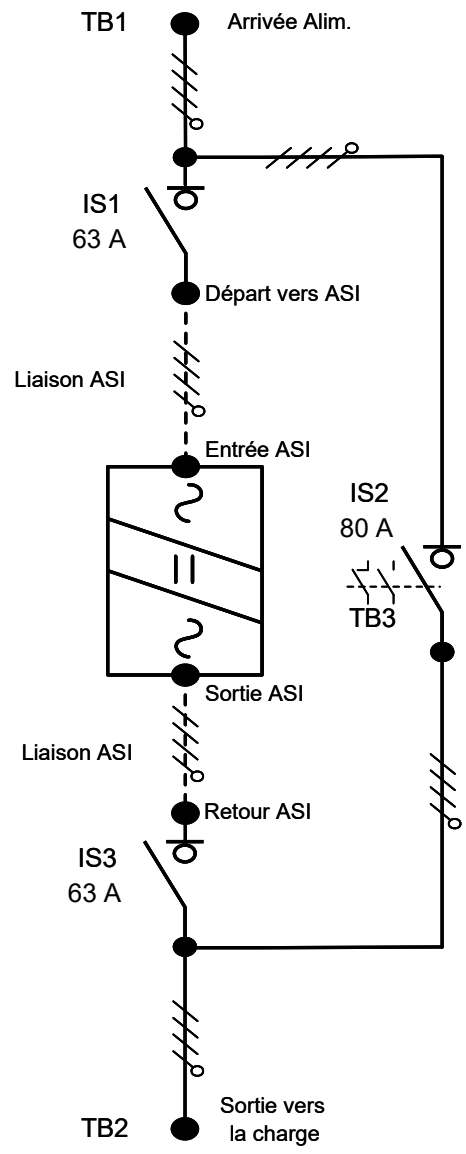 TB1
Arrivée Alim.
IS1
63 A
Départ vers ASI
Liaison ASI
Entrée ASI
IS2
80 A
TB3
Sortie ASI
Liaison ASI
Retour ASI
IS3
63 A
Sortie vers
la charge
TB2